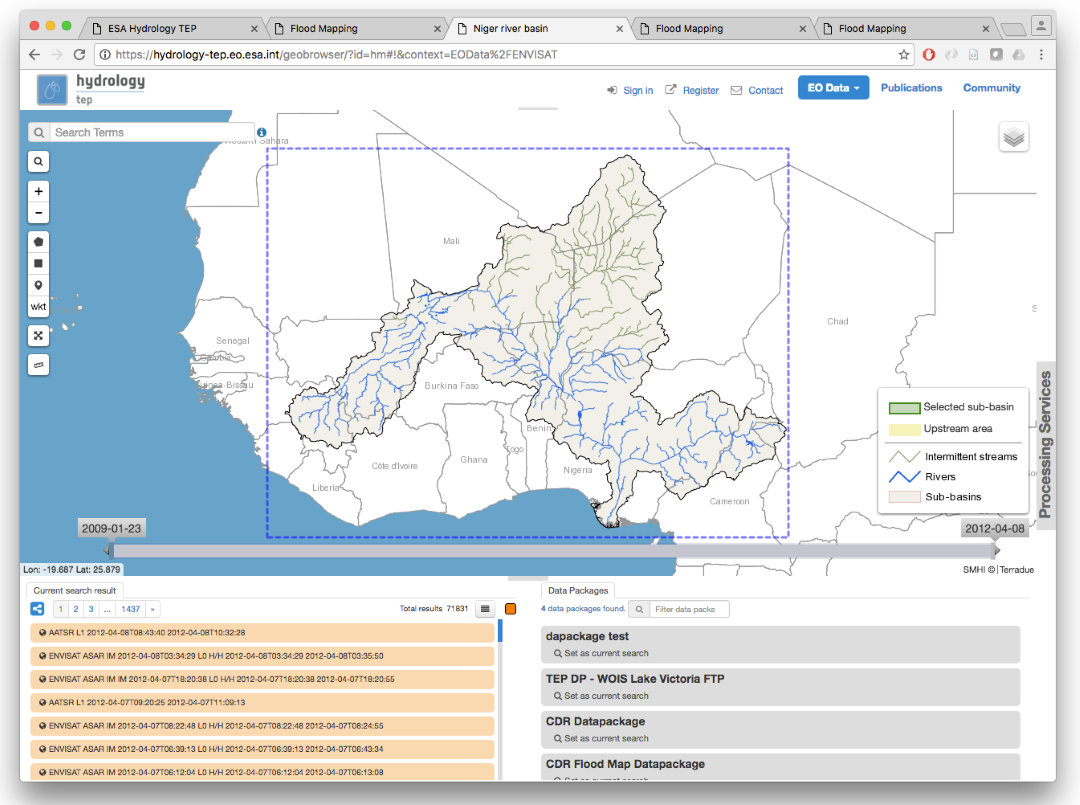 ESA Hydrology TEP
Flood Mapping
Niger river basin
Flood Mapping
Flood Mapping
https://hydrology-tep.eo.esa.int/geobrowser/?id=hm#!&context=EOData%2FENVISAT
hydrology
tep
Sign in
Register
Contact
EO Data
Publications
Community
Search Terms
Western Sahara
wkt
Mali
Chad
Senegal
Burkina Faso
Benin
Togo
Ghana
Côte d'Ivoire
Liberia
Nigeria
Cameroon
Selected sub-basin
Upstream area
Intermittent streams
Rivers
Sub-basins
Processing Services
2009-01-23
2012-04-08
Lon: -19.687 Lat: 25.879
SMHI © | Terradue
Current search result
1 2 3 ... 1437 »
Total results 71831
AATSR L1 2012-04-08T08:43:40 2012-04-08T10:32:28
ENVISAT ASAR IM 2012-04-08T03:34:29 L0 H/H 2012-04-08T03:34:29 2012-04-08T03:35:50
ENVISAT ASAR IM 2012-04-07T18:20:38 L0 H/H 2012-04-07T18:20:38 2012-04-07T18:20:55
AATSR L1 2012-04-07T09:20:25 2012-04-07T11:09:13
ENVISAT ASAR IM 2012-04-07T08:22:48 L0 H/H 2012-04-07T08:22:48 2012-04-07T08:24:55
ENVISAT ASAR IM 2012-04-07T06:39:13 L0 H/H 2012-04-07T06:39:13 2012-04-07T06:43:34
ENVISAT ASAR IM 2012-04-07T06:12:04 L0 H/H 2012-04-07T06:12:04 2012-04-07T06:13:08
Data Packages
4 data packages found.
Filter data packa
dapackage test
Set as current search
TEP DP - WOIS Lake Victoria FTP
Set as current search
CDR Datapackage
Set as current search
CDR Flood Map Datapackage
Set as current search